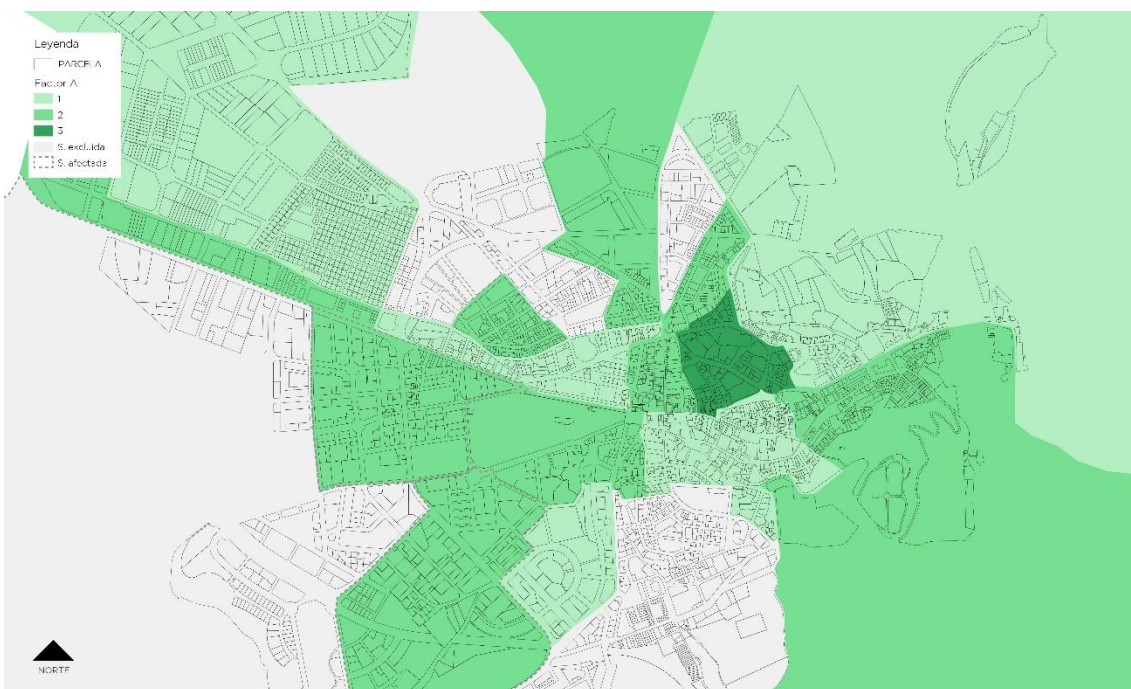 Leyenda
PARCELA
Factor A
1
2
3
S. excluida
S. afectada
NORTE